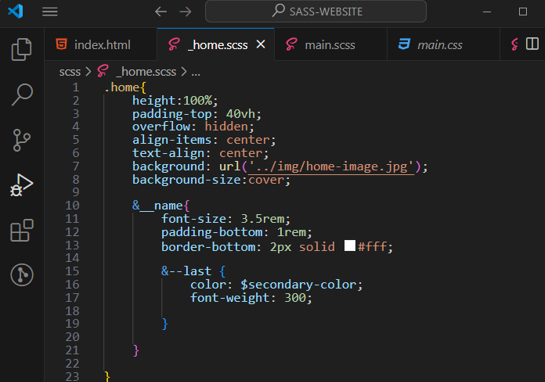 SASS-WEBSITE
index.html
_home.scss
main.scss
main.css
scss > _home.scss > ...
1 .home{
2 height:100%;
3 padding-top: 40vh;
4 overflow: hidden;
5 align-items: center;
6 text-align: center;
7 background: url('../img/home-image.jpg');
8 background-size:cover;
9
10 &__name{
11 font-size: 3.5rem;
12 padding-bottom: 1rem;
13 border-bottom: 2px solid #fff;
14
15 &--last {
16 color: $secondary-color;
17 font-weight: 300;
18
19 }
20
21 }
22
23 }